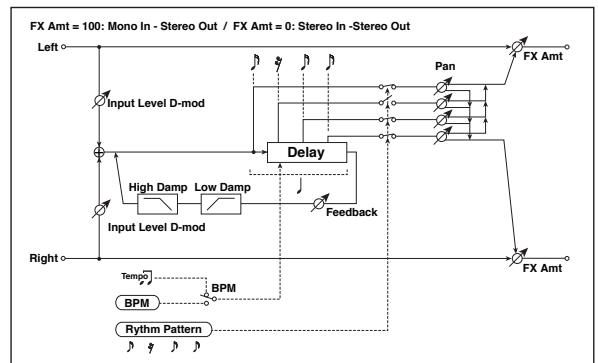 FX Amt = 100: Mono In - Stereo Out / FX Amt = 0: Stereo In -Stereo Out
Left
FX Amt
Pan
Input Level D-mod
Delay
High Damp
Low Damp
Feedback
Input Level D-mod
Right
FX Amt
Tempo
BPM
BPM
Rythm Pattern